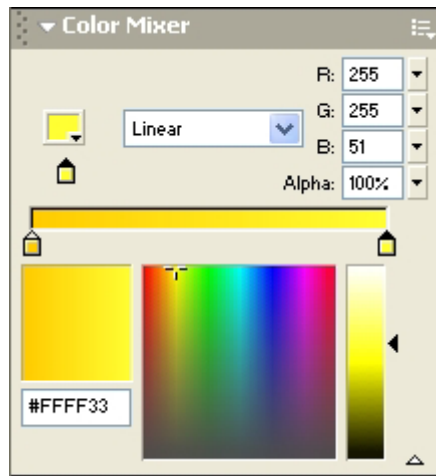 Color Mixer
R: 255
G: 255
Linear
B: 51
Alpha: 100%
#FFFF33